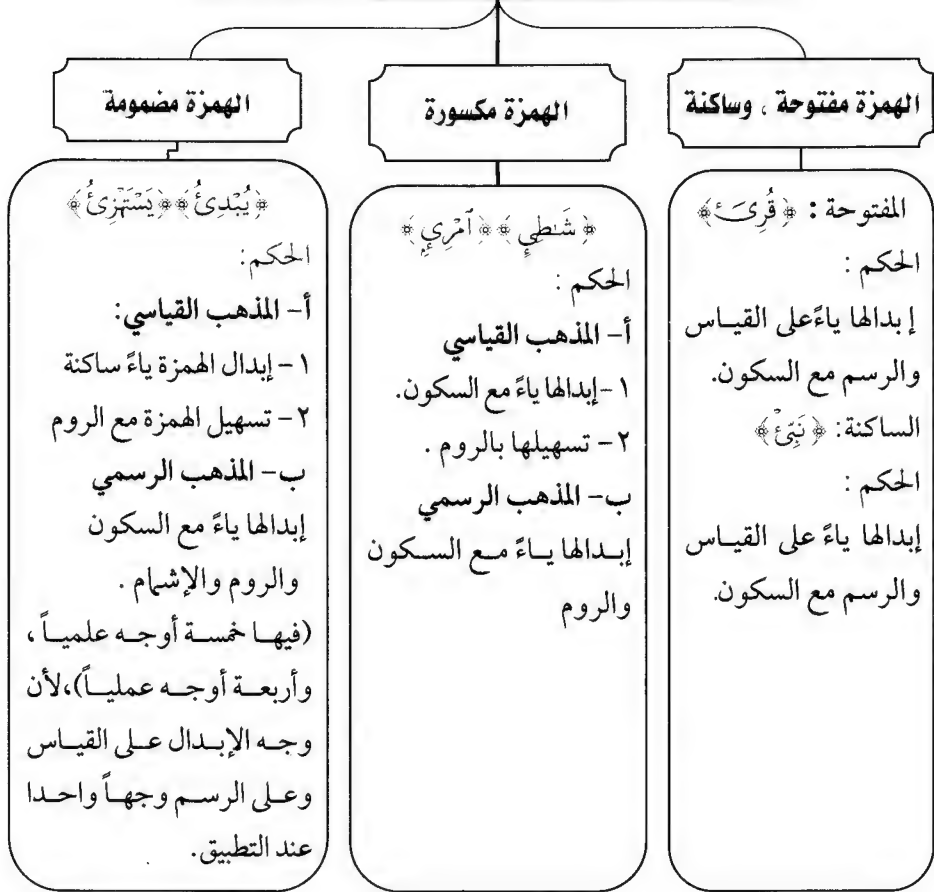 الهمزة مفتوحة ، وساكنة
المفتوحة : ﴿قُرِئَ﴾
الحكم :
إبدالها ياءً على القياس
والرسم مع السكون.
الساكنة: ﴿نَبِّئْ﴾
الحكم :
إبدالها ياءً على القياس
والرسم مع السكون.
الهمزة مكسورة
﴿شَٰطِىِٕ﴾ ﴿ٱمْرِىٕٖ﴾
الحكم :
أ– المذهب القياسي
١–إبدالها ياءً مع السكون.
٢– تسهيلها بالروم .
ب– المذهب الرسمي
إبدالها ياءً مع السكون
والروم
الهمزة مضمومة
﴿يُبْدِئُ﴾ ﴿يَسْتَهْزِئُ﴾
الحكم:
أ– المذهب القياسي:
١– إبدال الهمزة ياءً ساكنة
٢– تسهيل الهمزة مع الروم
ب– المذهب الرسمي
إبدالها ياءً مع السكون
والروم والإشمام .
(فيها خمسة أوجه علمياً ،
وأربعة أوجه عملياً)،لأن
وجه الإبدال على القياس
وعلى الرسم وجهاً واحدا
عند التطبيق.